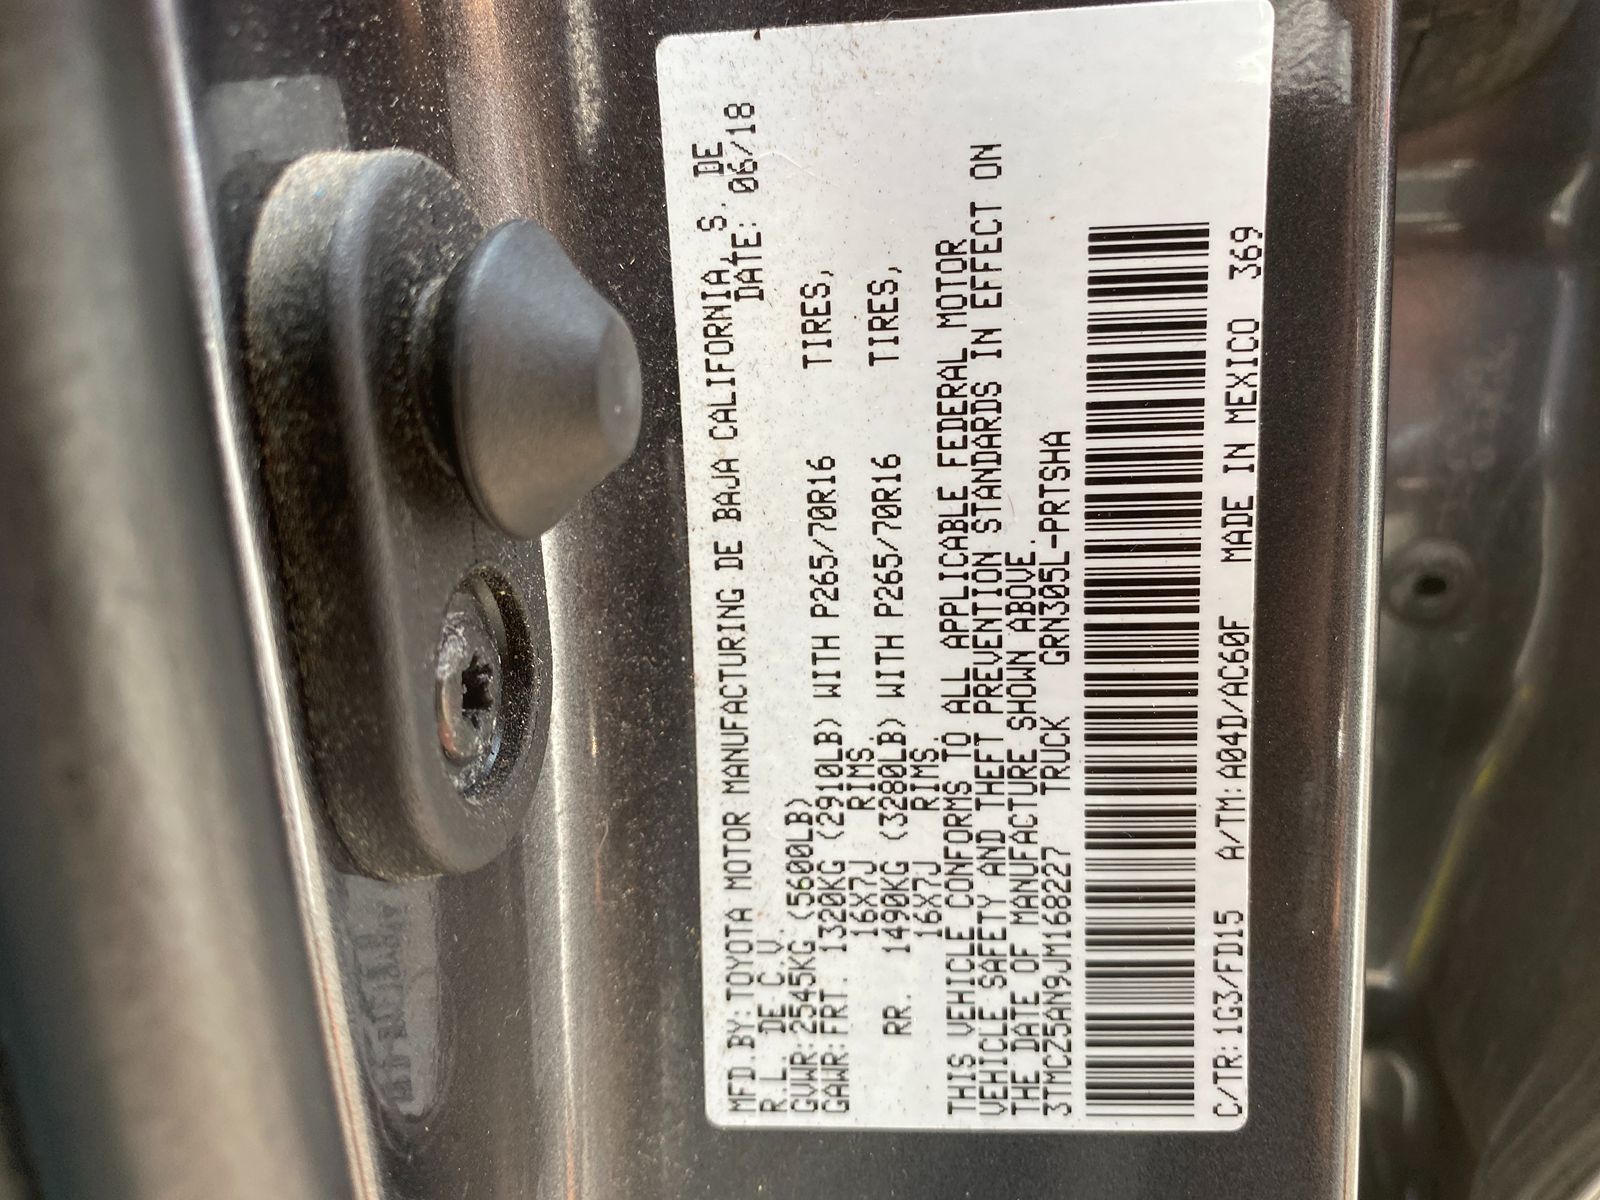 MFD.BY:TOYOTA MOTOR MANUFACTURING DE BAJA CALIFORNIA, S. DE
R.L. DE C.V. DATE: 06/18
GVWR:2545KG (5600LB)
GAWR:FRT. 1320KG (2910LB) WITH P265/70R16 TIRES,
16X7J RIMS.
RR. 1490KG (3280LB) WITH P265/70R16 TIRES,
16X7J RIMS.
THIS VEHICLE CONFORMS TO ALL APPLICABLE FEDERAL MOTOR
VEHICLE SAFETY AND THEFT PREVENTION STANDARDS IN EFFECT ON
THE DATE OF MANUFACTURE SHOWN ABOVE.
3TMCZ5AN9JM168227 TRUCK GRN305L-PRTSHA
C/TR:1G3/FD15 A/TM:A04D/AC60F MADE IN MEXICO 369